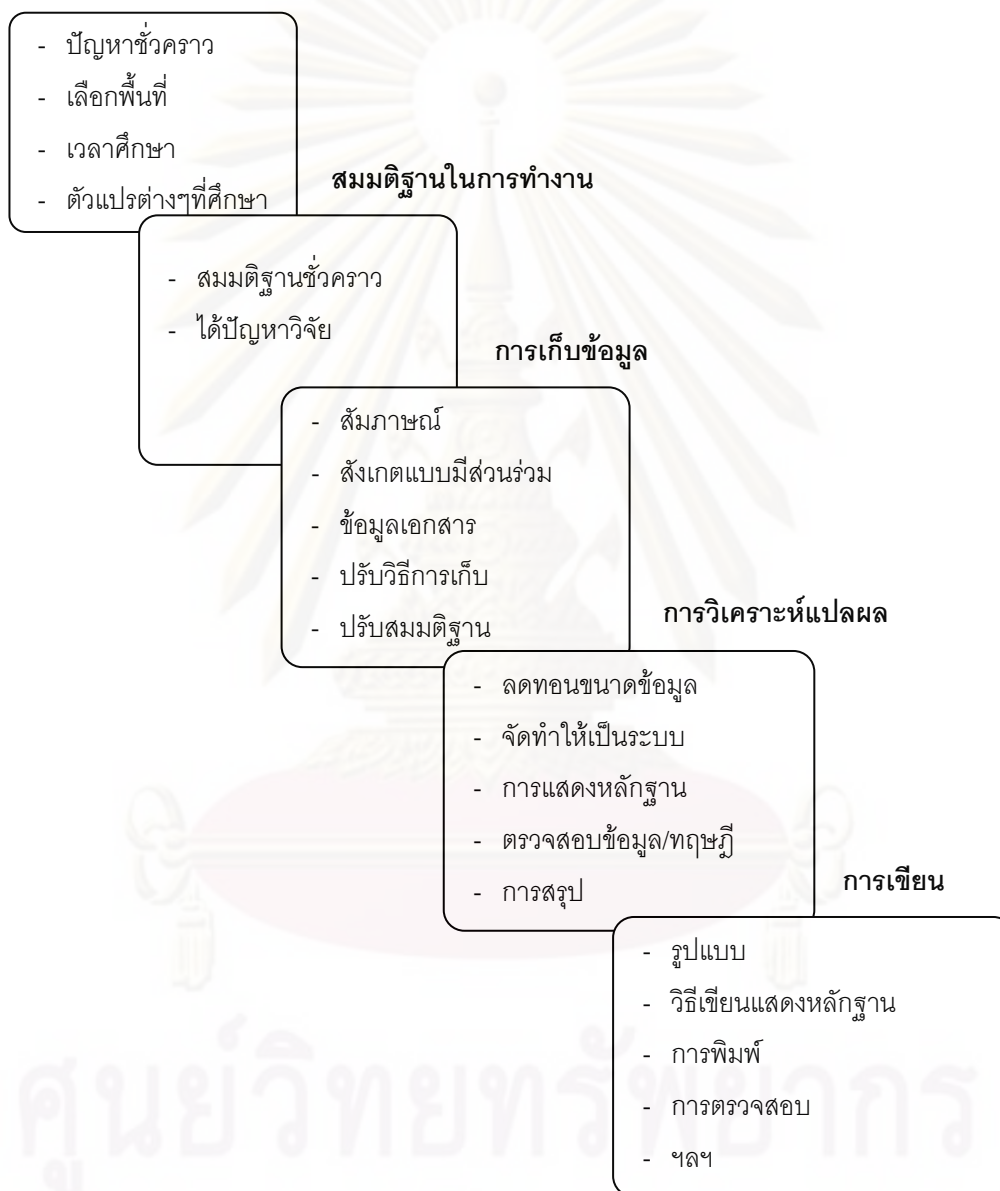 - ปัญหาชั่วคราว
- เลือกพื้นที่
- เวลาศึกษา
- ตัวแปรต่างๆที่ศึกษา
สมมติฐานในการทำงาน
- สมมติฐานชั่วคราว
- ได้ปัญหาวิจัย
การเก็บข้อมูล
- สัมภาษณ์
- สังเกตแบบมีส่วนร่วม
- ข้อมูลเอกสาร
- ปรับวิธีการเก็บ
- ปรับสมมติฐาน
การวิเคราะห์แปลผล
- ลดทอนขนาดข้อมูล
- จัดทำให้เป็นระบบ
- การแสดงหลักฐาน
- ตรวจสอบข้อมูล/ทฤษฎี
- การสรุป
การเขียน
- รูปแบบ
- วิธีเขียนแสดงหลักฐาน
- การพิมพ์
- การตรวจสอบ
- ฯลฯ
ศูนย์วิทยทรัพยากร